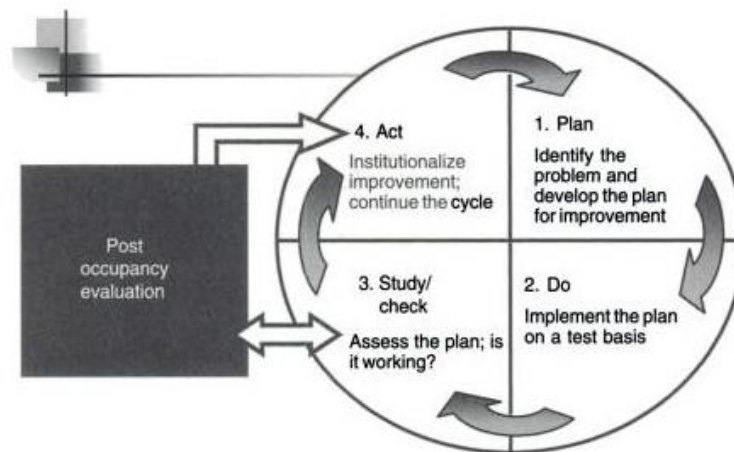 4. Act
Institutionalize
improvement;
continue the cycle
1. Plan
Identify the
problem and
develop the plan
for improvement
Post
occupancy
evaluation
3. Study/
check
Assess the plan; is
it working?
2. Do
Implement the plan
on a test basis